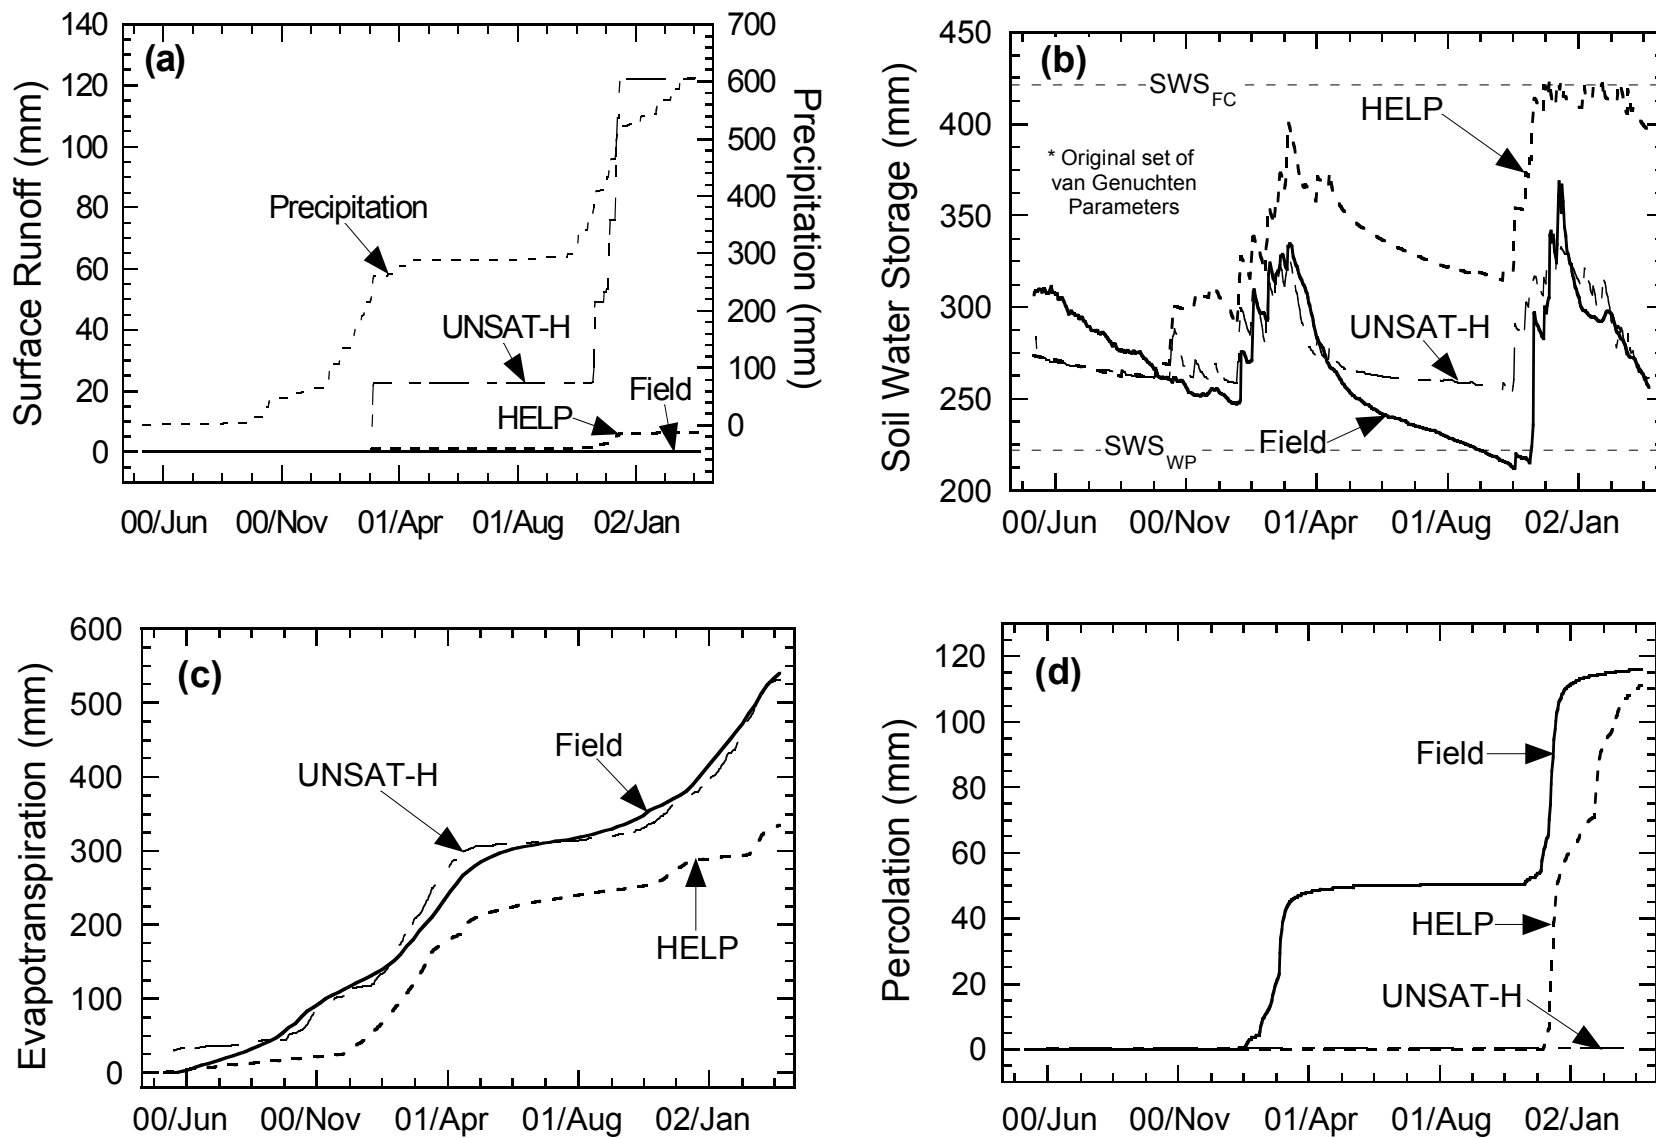 (a)
Surface Runoff (mm)
140
120
100
80
60
40
20
0
700
600
500
400
300
200
100
0
Precipitation (mm)
Precipitation
UNSAT-H
HELP
Field
00/Jun 00/Nov 01/Apr 01/Aug 02/Jan
(b)
Soil Water Storage (mm)
450
400
350
300
250
200
SWS FC
HELP
* Original set of
van Genuchten
Parameters
UNSAT-H
Field
SWS WP
00/Jun 00/Nov 01/Apr 01/Aug 02/Jan
(c)
Evapotranspiration (mm)
600
500
400
300
200
100
0
Field
UNSAT-H
HELP
00/Jun 00/Nov 01/Apr 01/Aug 02/Jan
(d)
Percolation (mm)
120
100
80
60
40
20
0
Field
HELP
UNSAT-H
00/Jun 00/Nov 01/Apr 01/Aug 02/Jan